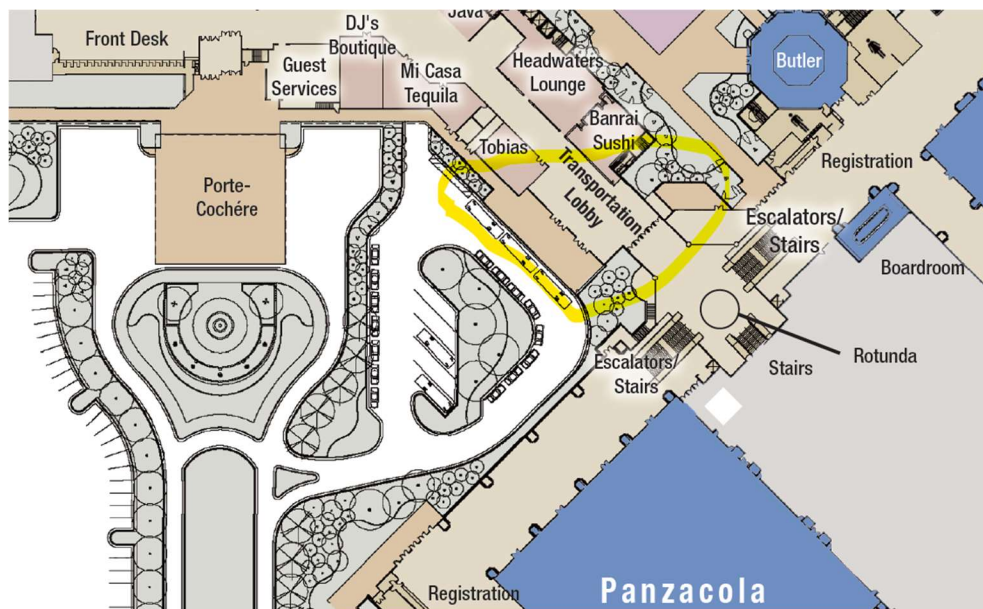 Java
DJ's
Boutique
Front Desk
Guest
Services
Mi Casa
Tequila
Headwaters
Lounge
Butler
Banrai
Sushi
Tobias
Transportation
Lobby
Registration
Porte-
Cochére
Escalators/
Stairs
Boardroom
Rotunda
Escalators/
Stairs
Stairs
Registration
Panzacola